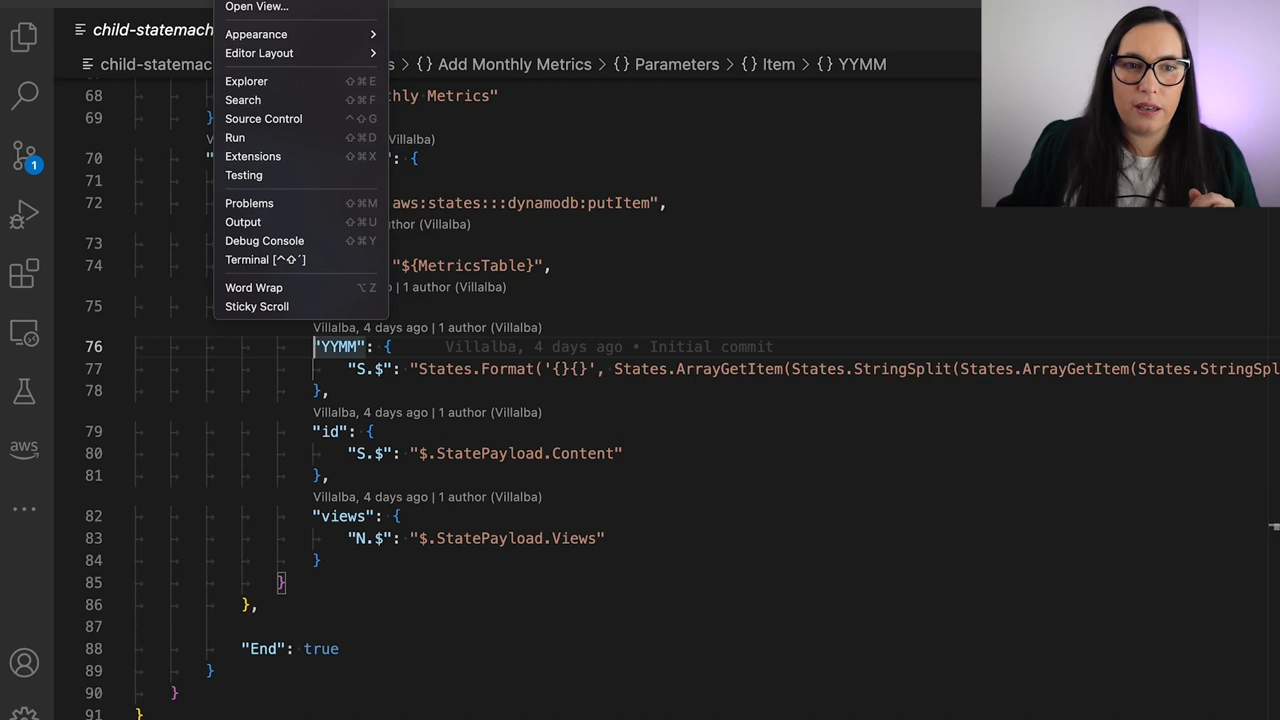 Open View...
child-statemach
Appearance
Editor Layout
child-statemac s {} Add Monthly Metrics {} Parameters {} Item {} YYMM
Explorer ⇧⌘E
Search ⇧⌘F
Source Control ^⇧G
Run ⇧⌘D
Extensions ⇧⌘X
Testing
Problems ⇧⌘M
Output ⇧⌘U
Debug Console ⇧⌘Y
Terminal [^⇧´]
Word Wrap ⌥Z
Sticky Scroll
68 hly Metrics"
69 }
V Villalba)
70 " : {
71
72 aws:states:::dynamodb:putItem",
thor (Villalba)
73
74 "${MetricsTable}",
o | 1 author (Villalba)
75
Villalba, 4 days ago | 1 author (Villalba)
76 "YYMM": { Villalba, 4 days ago • Initial commit
77 "S.$": "States.Format('{}{}', States.ArrayGetItem(States.StringSplit(States.ArrayGetItem(States.StringSpl
78 },
Villalba, 4 days ago | 1 author (Villalba)
79 "id": {
80 "S.$": "$.StatePayload.Content"
81 },
Villalba, 4 days ago | 1 author (Villalba)
82 "views": {
83 "N.$": "$.StatePayload.Views"
84 }
85 }
86 },
87
88 "End": true
89 }
90 }
91 }
1
aws